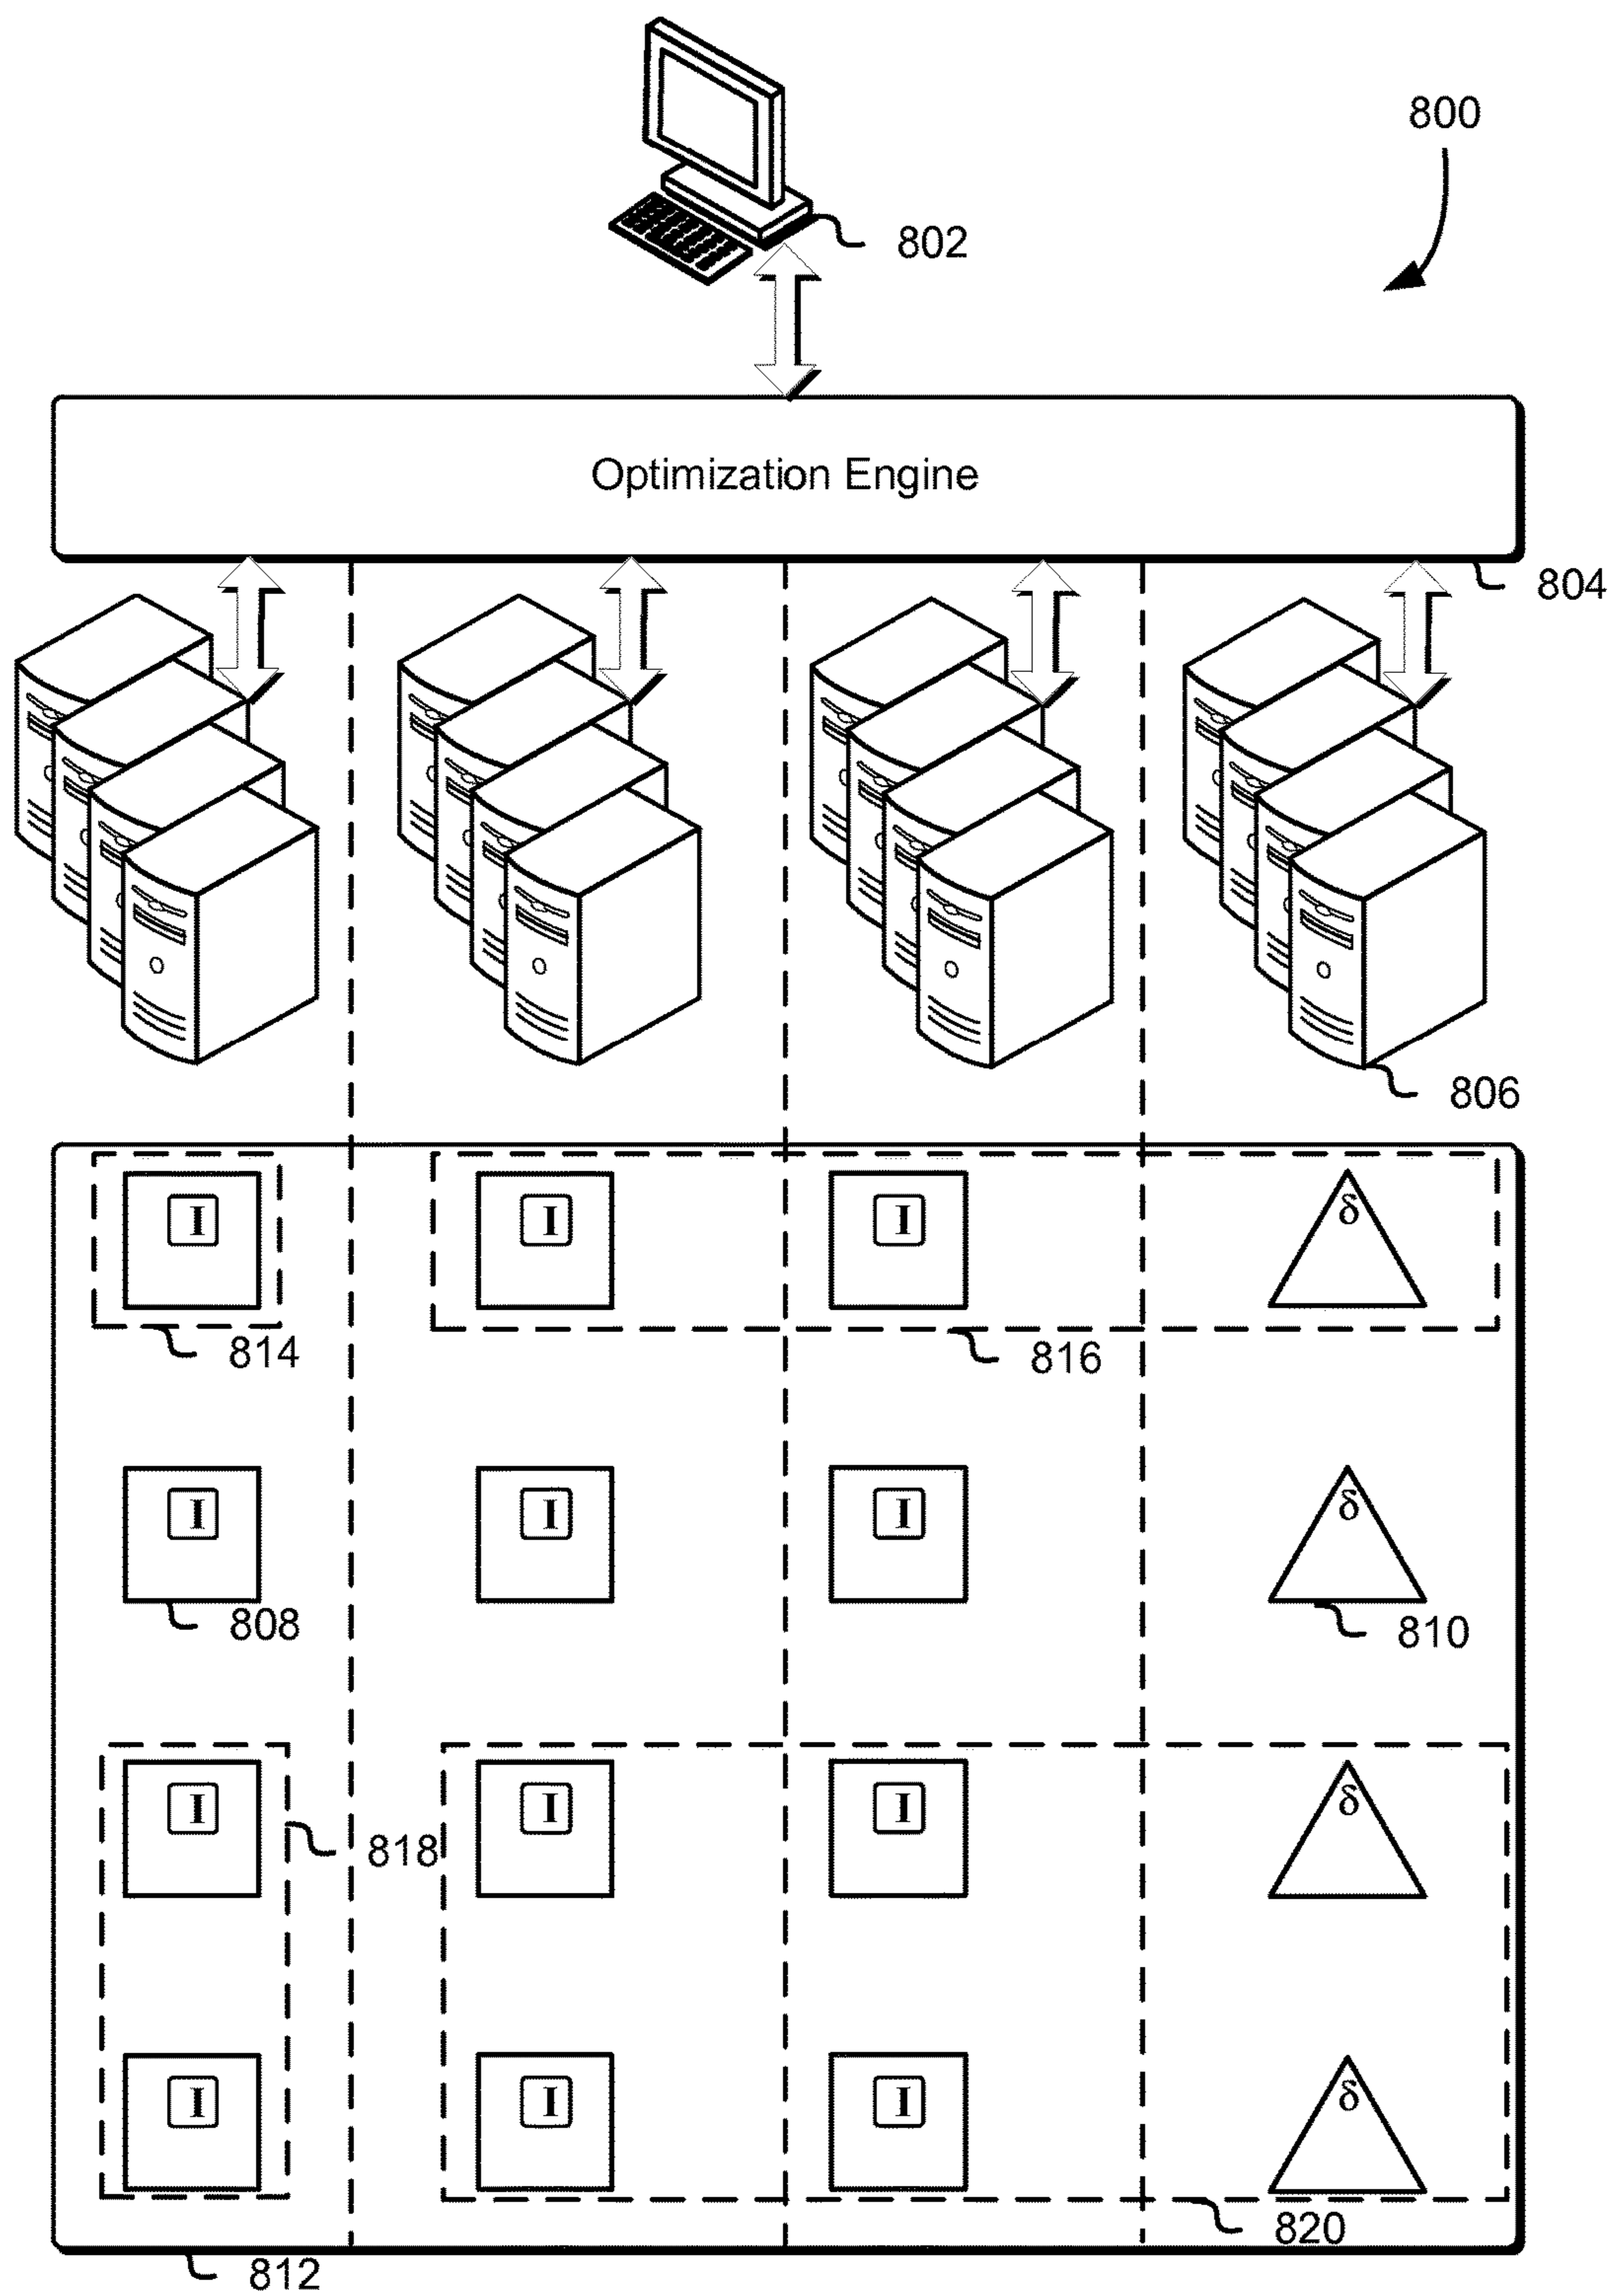 800
802
Optimization Engine
804
806
I I I δ
814 816
I I I δ
808 810
I I I δ
818
I I I δ
820
812